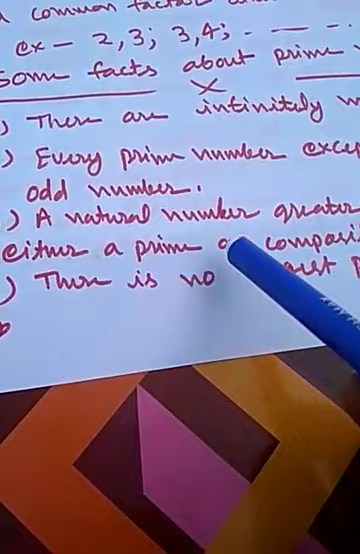 common factor
ex - 2,3; 3,4; - — -.
Some facts about prime
) There are infinitely
) Every prime number excep
odd number.
) A natural number greater
either a prime or composi
) There is no